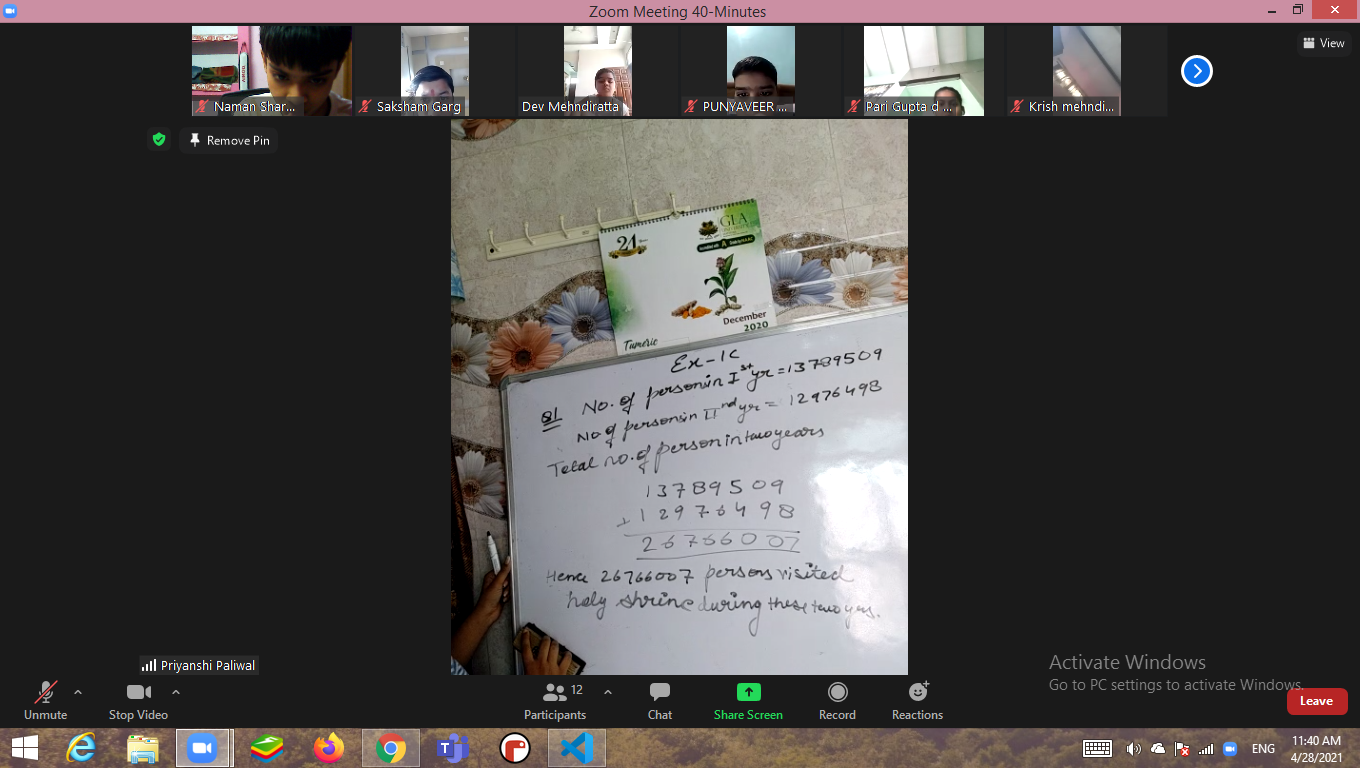 Zoom Meeting 40-Minutes
View
Naman Shar...
Saksham Garg
Dev Mehndiratta
PUNYAVEER ...
Pari Gupta d ...
Krish mehndi...
Remove Pin
21
GLA
December
2020
Tumeric
Ex-1c
Q1 No. of person in Ist yr = 13789509
No of persons in IInd yr = 12976498
Total no. of person in two years
13789509
+ 12976498
26766007
Hence 26766007 persons visited
holy shrine during these two yrs.
Priyanshi Paliwal
Activate Windows
Go to PC settings to activate Windows.
Unmute
Stop Video
Participants
12
Chat
Share Screen
Record
Reactions
Leave
ENG
11:40 AM
4/28/2021